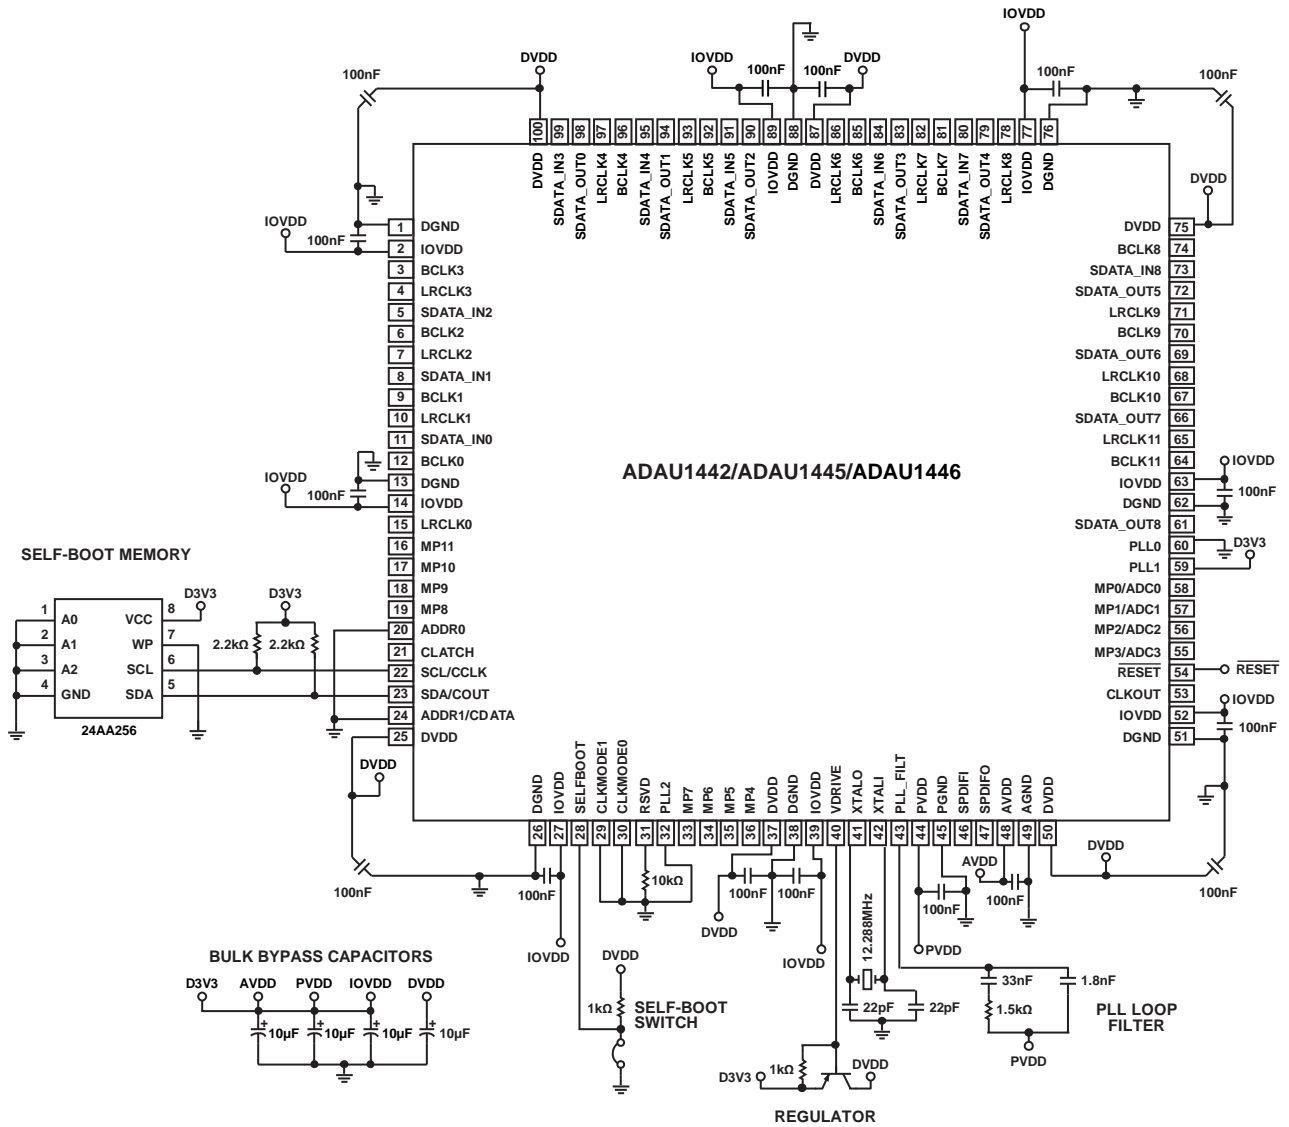 IOVDD
DVDD
IOVDD
DVDD
100nF
100nF
100nF
100nF
100nF
100
99
98
97
96
95
94
93
92
91
90
89
88
87
86
85
84
83
82
81
80
79
78
77
76
DVDD
SDATA_IN3
SDATA_OUT0
LRCLK4
BCLK4
SDATA_IN4
SDATA_OUT1
LRCLK5
BCLK5
SDATA_IN5
SDATA_OUT2
IOVDD
DGND
DVDD
LRCLK6
BCLK6
SDATA_IN6
SDATA_OUT3
LRCLK7
BCLK7
SDATA_IN7
SDATA_OUT4
LRCLK8
IOVDD
DGND
IOVDD
100nF
1 DGND
2 IOVDD
3 BCLK3
4 LRCLK3
5 SDATA_IN2
6 BCLK2
7 LRCLK2
8 SDATA_IN1
9 BCLK1
10 LRCLK1
11 SDATA_IN0
12 BCLK0
13 DGND
14 IOVDD
15 LRCLK0
16 MP11
17 MP10
18 MP9
19 MP8
20 ADDR0
21 CLATCH
22 SCL/CCLK
23 SDA/COUT
24 ADDR1/CDATA
25 DVDD
IOVDD
100nF
ADAU1442/ADAU1445/ADAU1446
DVDD
DVDD 75
BCLK8 74
SDATA_IN8 73
SDATA_OUT5 72
LRCLK9 71
BCLK9 70
SDATA_OUT6 69
LRCLK10 68
BCLK10 67
SDATA_OUT7 66
LRCLK11 65
BCLK11 64
IOVDD 63
DGND 62
SDATA_OUT8 61
PLL0 60
PLL1 59
MP0/ADC0 58
MP1/ADC1 57
MP2/ADC2 56
MP3/ADC3 55
RESET 54
CLKOUT 53
IOVDD 52
DGND 51
IOVDD
100nF
D3V3
RESET
IOVDD
100nF
SELF-BOOT MEMORY
D3V3
D3V3
2.2kΩ
2.2kΩ
1 A0
2 A1
3 A2
4 GND
VCC 8
WP 7
SCL 6
SDA 5
24AA256
DVDD
100nF
DGND
IOVDD
SELFBOOT
CLKMODE1
CLKMODE0
RSVD
PLL2
MP7
MP6
MP5
MP4
DVDD
DGND
IOVDD
VDRIVE
XTALO
XTALI
PLL_FILT
PVDD
PGND
SPDIFI
SPDIFO
AVDD
AGND
DVDD
26
27
28
29
30
31
32
33
34
35
36
37
38
39
40
41
42
43
44
45
46
47
48
49
50
100nF
IOVDD
10kΩ
100nF
100nF
DVDD
IOVDD
12.288MHz
22pF
22pF
100nF
PVDD
AVDD
100nF
DVDD
100nF
33nF
1.8nF
1.5kΩ
PVDD
PLL LOOP
FILTER
BULK BYPASS CAPACITORS
D3V3
AVDD
PVDD
IOVDD
DVDD
+
10µF
+
10µF
+
10µF
+
10µF
DVDD
1kΩ
SELF-BOOT
SWITCH
D3V3
1kΩ
DVDD
REGULATOR